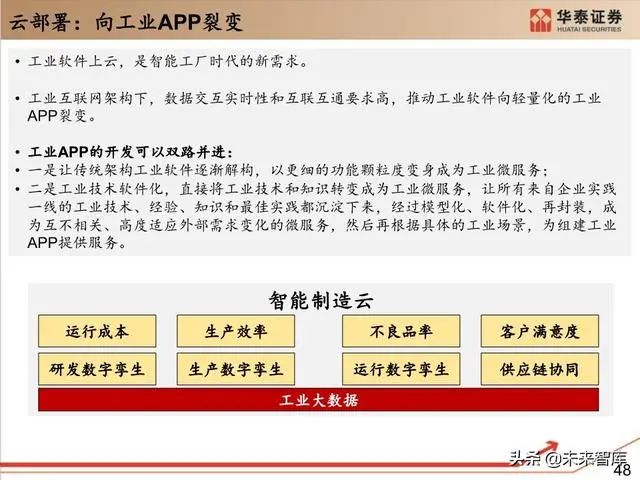 云部署：向工业APP裂变
华泰证券
HUATAI SECURITIES
• 工业软件上云，是智能工厂时代的新需求。
• 工业互联网架构下，数据交互实时性和互联互通要求高，推动工业软件向轻量化的工业
APP裂变。
• 工业APP的开发可以双路并进：
• 一是让传统架构工业软件逐渐解构，以更细的功能颗粒度变身成为工业微服务；
• 二是工业技术软件化，直接将工业技术和知识转变成为工业微服务，让所有来自企业实践
一线的工业技术、经验、知识和最佳实践都沉淀下来，经过模型化、软件化、再封装，成
为互不相关、高度适应外部需求变化的微服务，然后再根据具体的工业场景，为组建工业
APP提供服务。
智能制造云
运行成本 生产效率 不良品率 客户满意度
研发数字孪生 生产数字孪生 运行数字孪生 供应链协同
工业大数据
头条 @未来智库
48